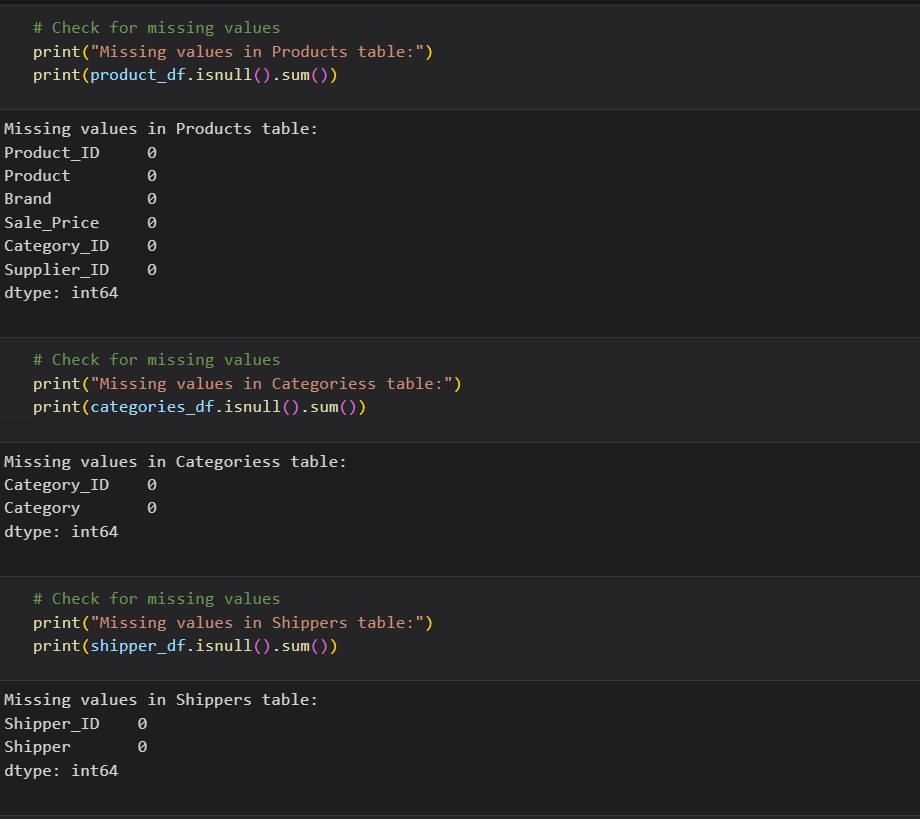 # Check for missing values
print("Missing values in Products table:")
print(product_df.isnull().sum())
Missing values in Products table:
Product_ID     0
Product        0
Brand          0
Sale_Price     0
Category_ID    0
Supplier_ID    0
dtype: int64
# Check for missing values
print("Missing values in Categoriess table:")
print(categories_df.isnull().sum())
Missing values in Categoriess table:
Category_ID    0
Category       0
dtype: int64
# Check for missing values
print("Missing values in Shippers table:")
print(shipper_df.isnull().sum())
Missing values in Shippers table:
Shipper_ID    0
Shipper       0
dtype: int64